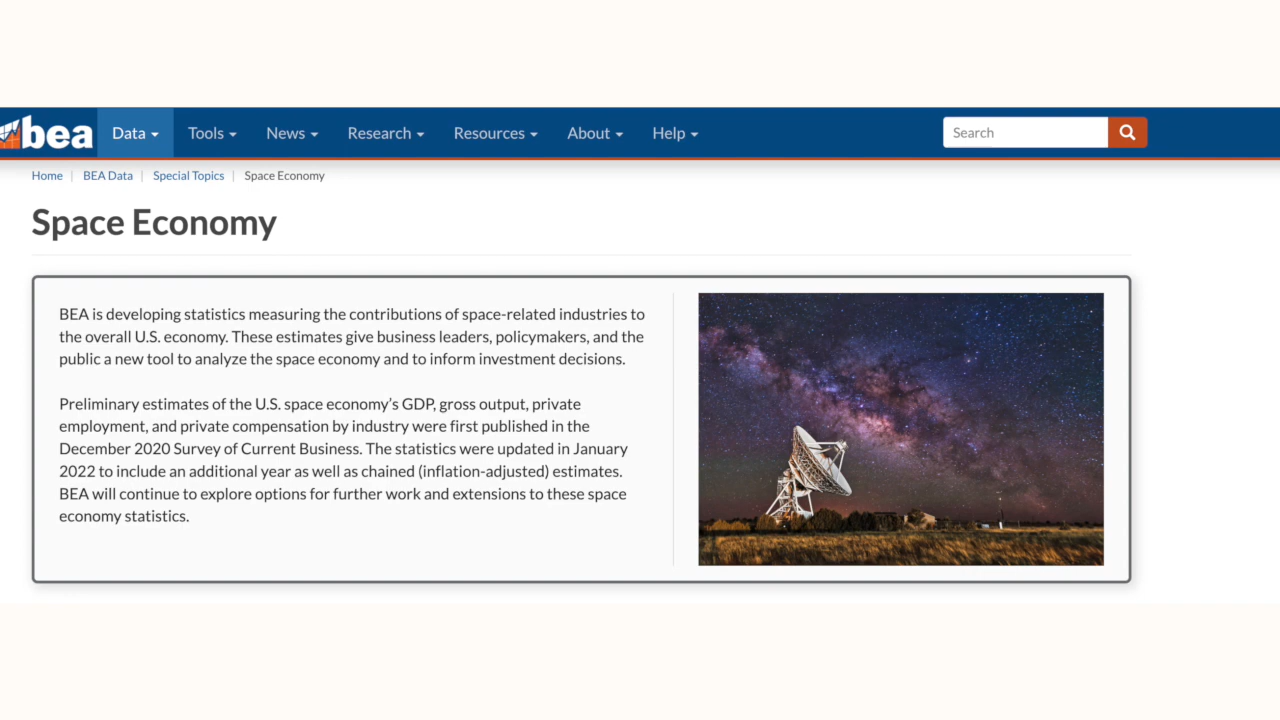 bea Data Tools News Research Resources About Help Search
Home | BEA Data | Special Topics | Space Economy
Space Economy
BEA is developing statistics measuring the contributions of space-related industries to
the overall U.S. economy. These estimates give business leaders, policymakers, and the
public a new tool to analyze the space economy and to inform investment decisions.
Preliminary estimates of the U.S. space economy’s GDP, gross output, private
employment, and private compensation by industry were first published in the
December 2020 Survey of Current Business. The statistics were updated in January
2022 to include an additional year as well as chained (inflation-adjusted) estimates.
BEA will continue to explore options for further work and extensions to these space
economy statistics.